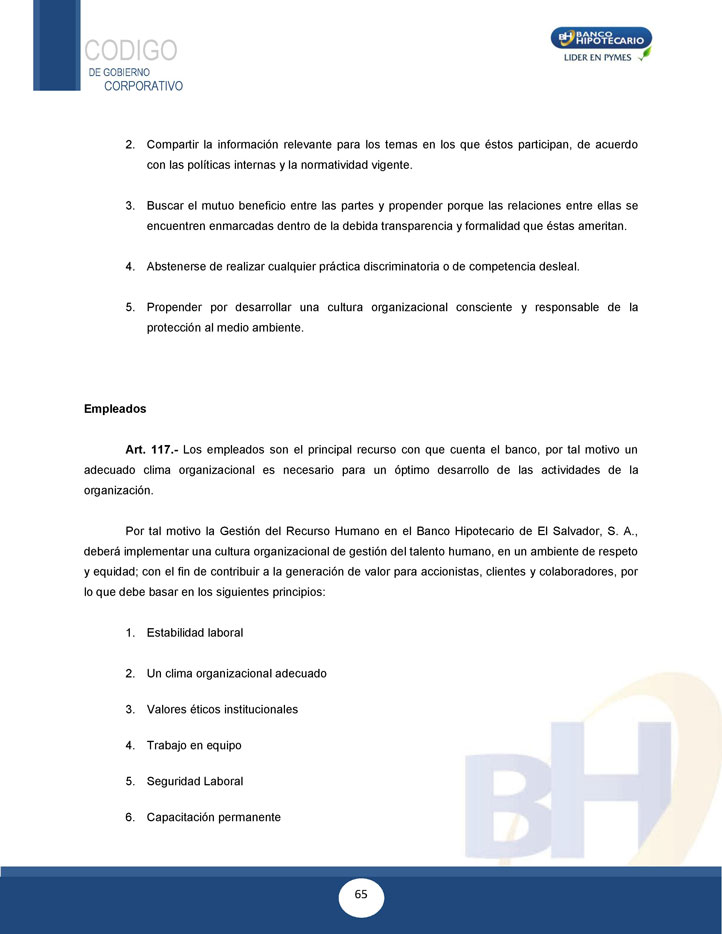 CODIGO
DE GOBIERNO
CORPORATIVO
BH BANCO
HIPOTECARIO
LIDER EN PYMES
2. Compartir la información relevante para los temas en los que éstos participan, de acuerdo
con las políticas internas y la normatividad vigente.
3. Buscar el mutuo beneficio entre las partes y propender porque las relaciones entre ellas se
encuentren enmarcadas dentro de la debida transparencia y formalidad que éstas ameritan.
4. Abstenerse de realizar cualquier práctica discriminatoria o de competencia desleal.
5. Propender por desarrollar una cultura organizacional consciente y responsable de la
protección al medio ambiente.
Empleados
Art. 117.- Los empleados son el principal recurso con que cuenta el banco, por tal motivo un
adecuado clima organizacional es necesario para un óptimo desarrollo de las actividades de la
organización.
Por tal motivo la Gestión del Recurso Humano en el Banco Hipotecario de El Salvador, S. A.,
deberá implementar una cultura organizacional de gestión del talento humano, en un ambiente de respeto
y equidad; con el fin de contribuir a la generación de valor para accionistas, clientes y colaboradores, por
lo que debe basar en los siguientes principios:
1. Estabilidad laboral
2. Un clima organizacional adecuado
3. Valores éticos institucionales
4. Trabajo en equipo
5. Seguridad Laboral
6. Capacitación permanente
BH
65